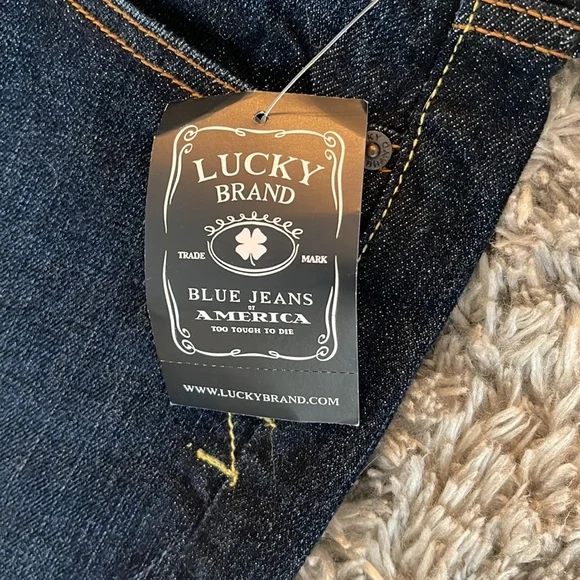 LUCKY
BRAND
TRADE MARK
BLUE JEANS
OF
AMERICA
TOO TOUGH TO DIE
WWW.LUCKYBRAND.COM